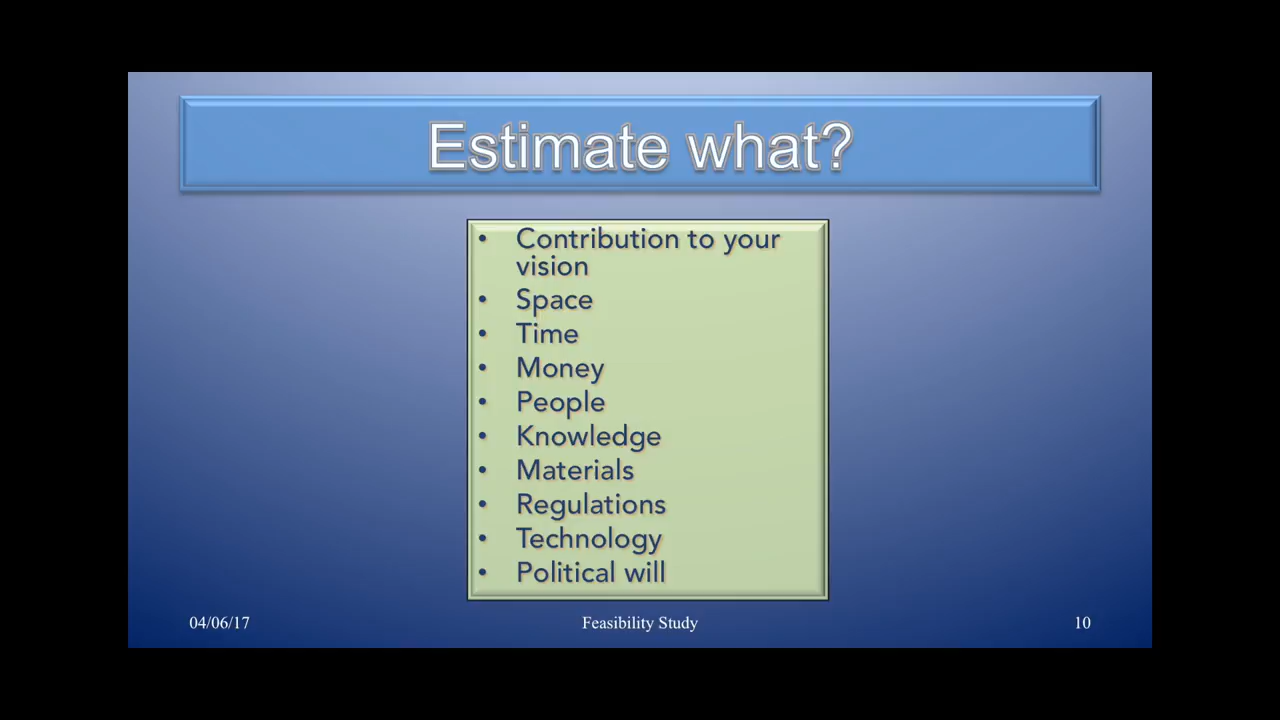 Estimate what?
• Contribution to your
vision
• Space
• Time
• Money
• People
• Knowledge
• Materials
• Regulations
• Technology
• Political will
04/06/17 Feasibility Study 10